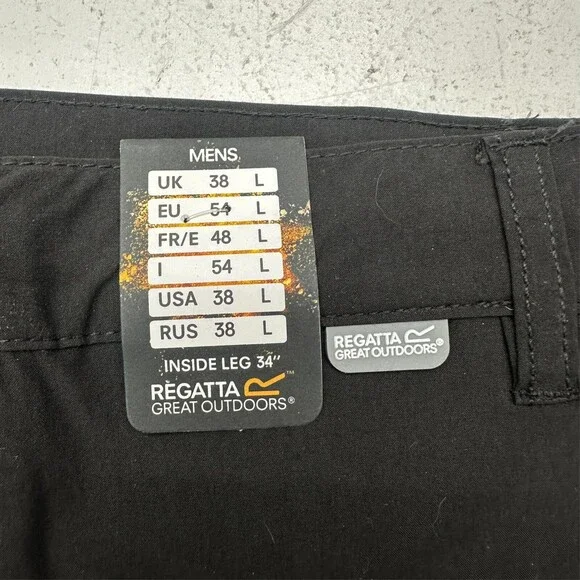 MENS
UK 38 L
EU 54 L
FR/E 48 L
I 54 L
USA 38 L
RUS 38 L
INSIDE LEG 34"
REGATTA ™
GREAT OUTDOORS®
REGATTA
GREAT OUTDOORS®